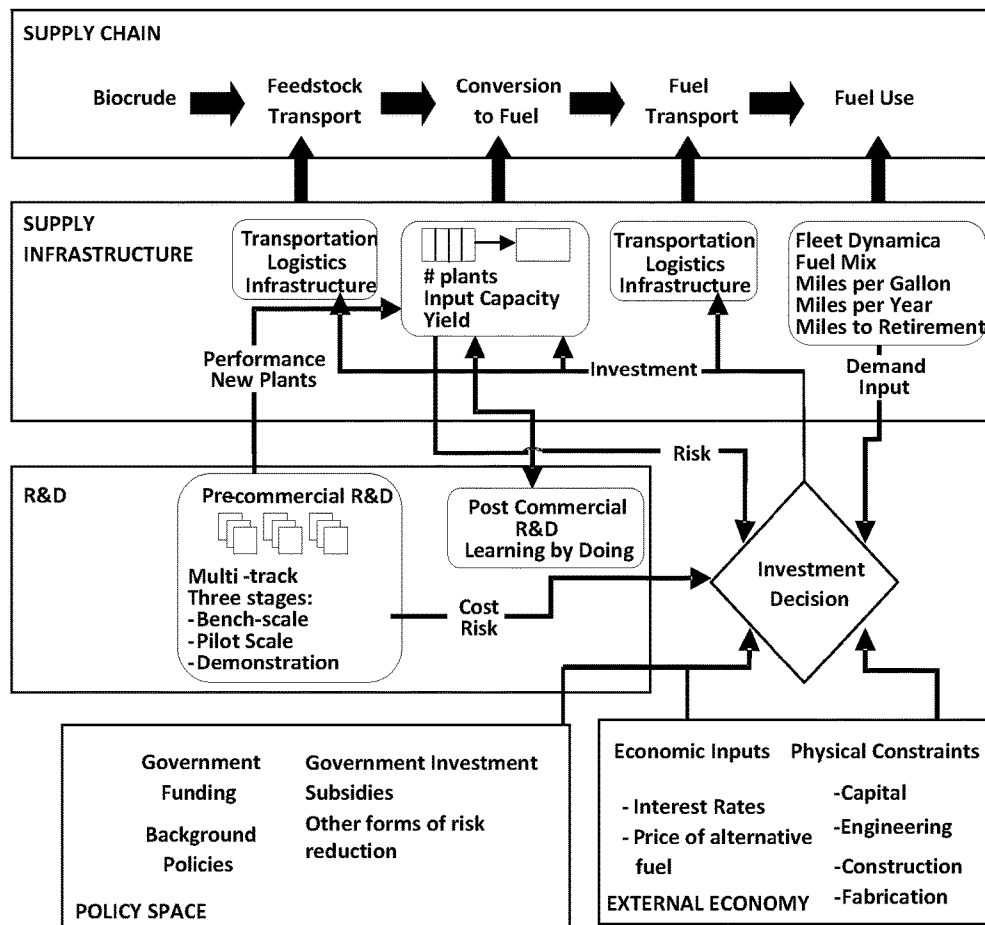 SUPPLY CHAIN
Biocrude
Feedstock
Transport
Conversion
to Fuel
Fuel
Transport
Fuel Use
SUPPLY
INFRASTRUCTURE
Transportation
Logistics
Infrastructure
# plants
Input Capacity
Yield
Transportation
Logistics
Infrastructure
Fleet Dynamica
Fuel Mix
Miles per Gallon
Miles per Year
Miles to Retirement
Performance
New Plants
Investment
Demand
Input
Risk
R&D
Pre-commercial R&D
Multi -track
Three stages:
-Bench-scale
-Pilot Scale
-Demonstration
Post Commercial
R&D
Learning by Doing
Cost
Risk
Investment
Decision
Government
Funding
Background
Policies
Government Investment
Subsidies
Other forms of risk
reduction
POLICY SPACE
Economic Inputs
- Interest Rates
- Price of alternative
fuel
Physical Constraints
-Capital
-Engineering
-Construction
-Fabrication
EXTERNAL ECONOMY